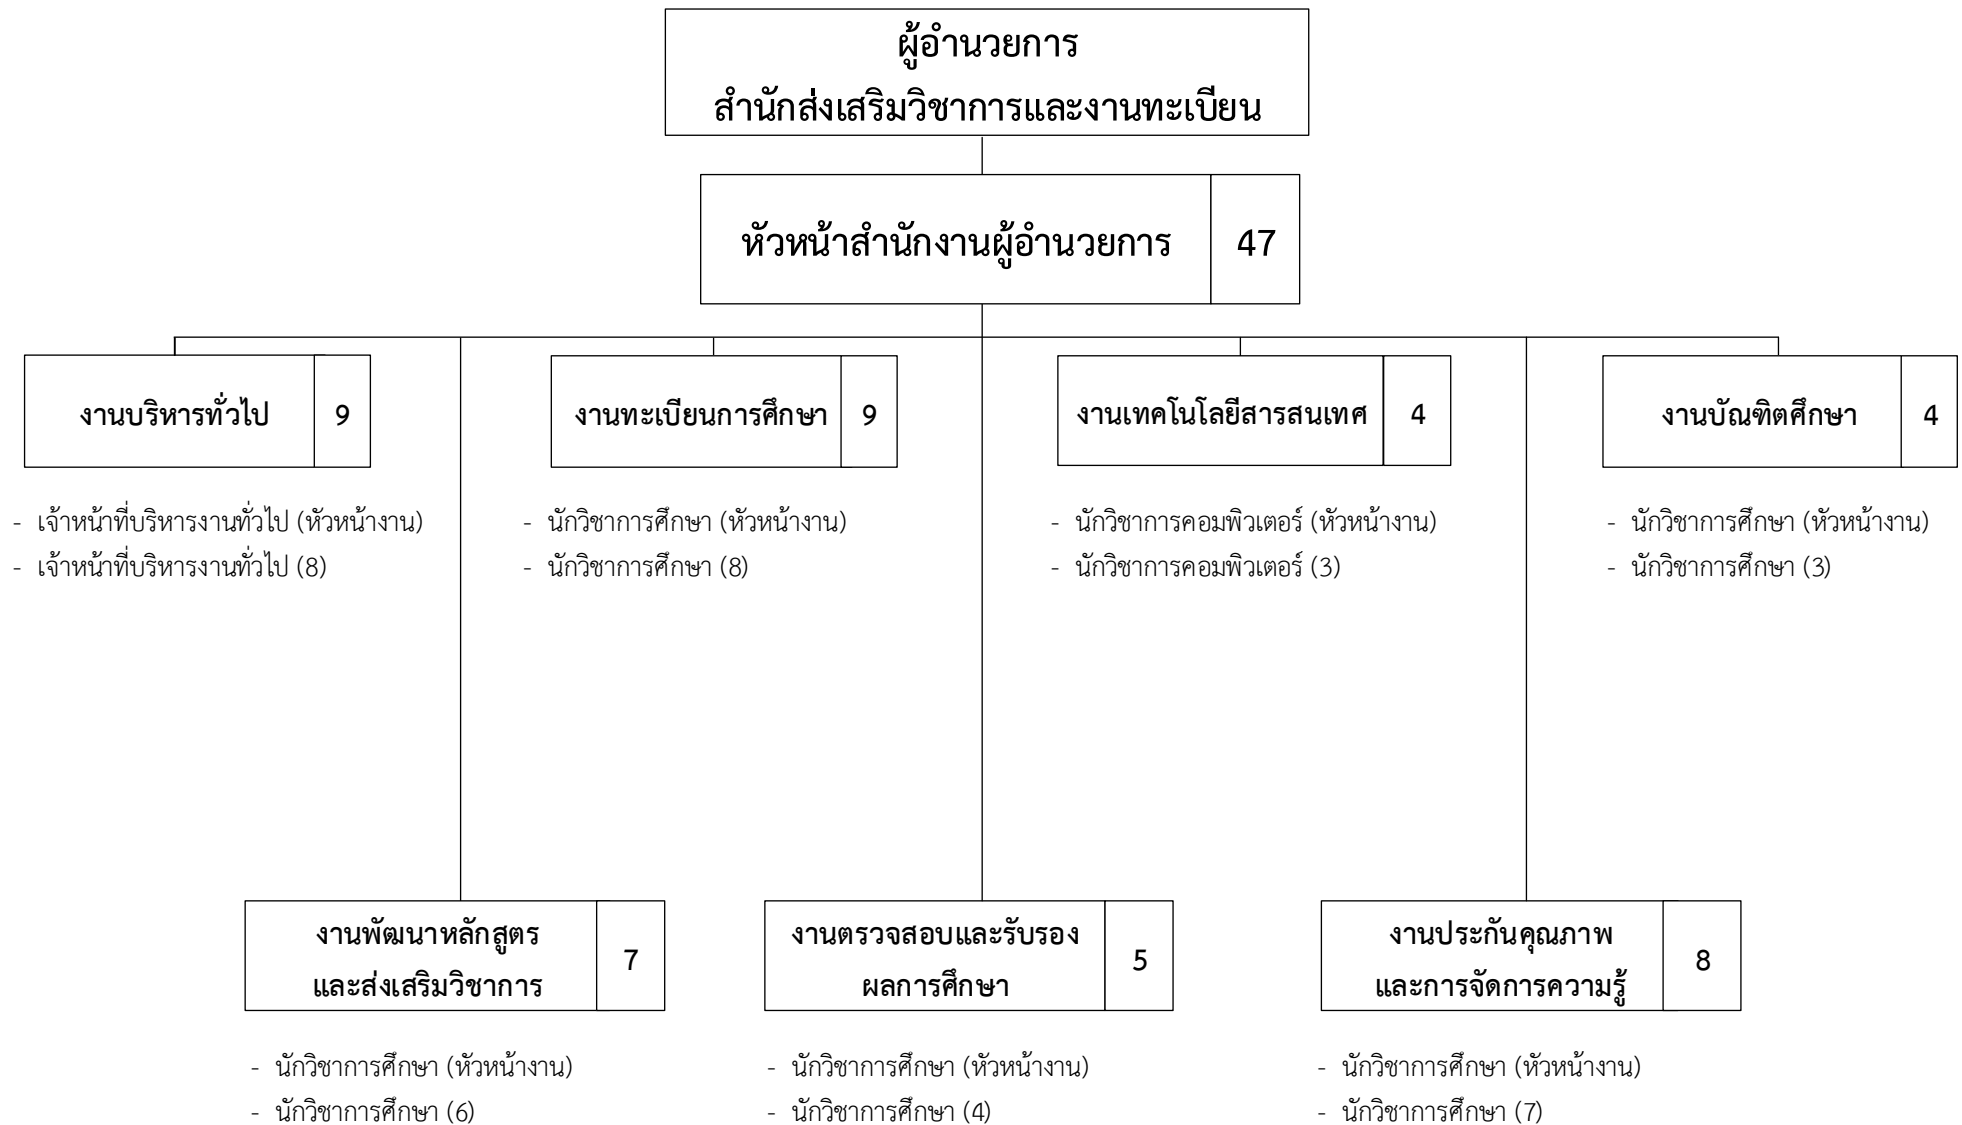 ผู้อำนวยการ
สำนักส่งเสริมวิชาการและงานทะเบียน
หัวหน้าสำนักงานผู้อำนวยการ 47
งานบริหารทั่วไป 9
- เจ้าหน้าที่บริหารงานทั่วไป (หัวหน้างาน)
- เจ้าหน้าที่บริหารงานทั่วไป (8)
งานทะเบียนการศึกษา 9
- นักวิชาการศึกษา (หัวหน้างาน)
- นักวิชาการศึกษา (8)
งานเทคโนโลยีสารสนเทศ 4
- นักวิชาการคอมพิวเตอร์ (หัวหน้างาน)
- นักวิชาการคอมพิวเตอร์ (3)
งานบัณฑิตศึกษา 4
- นักวิชาการศึกษา (หัวหน้างาน)
- นักวิชาการศึกษา (3)
งานพัฒนาหลักสูตร
และส่งเสริมวิชาการ
7
- นักวิชาการศึกษา (หัวหน้างาน)
- นักวิชาการศึกษา (6)
งานตรวจสอบและรับรอง
ผลการศึกษา
5
- นักวิชาการศึกษา (หัวหน้างาน)
- นักวิชาการศึกษา (4)
งานประกันคุณภาพ
และการจัดการความรู้
8
- นักวิชาการศึกษา (หัวหน้างาน)
- นักวิชาการศึกษา (7)